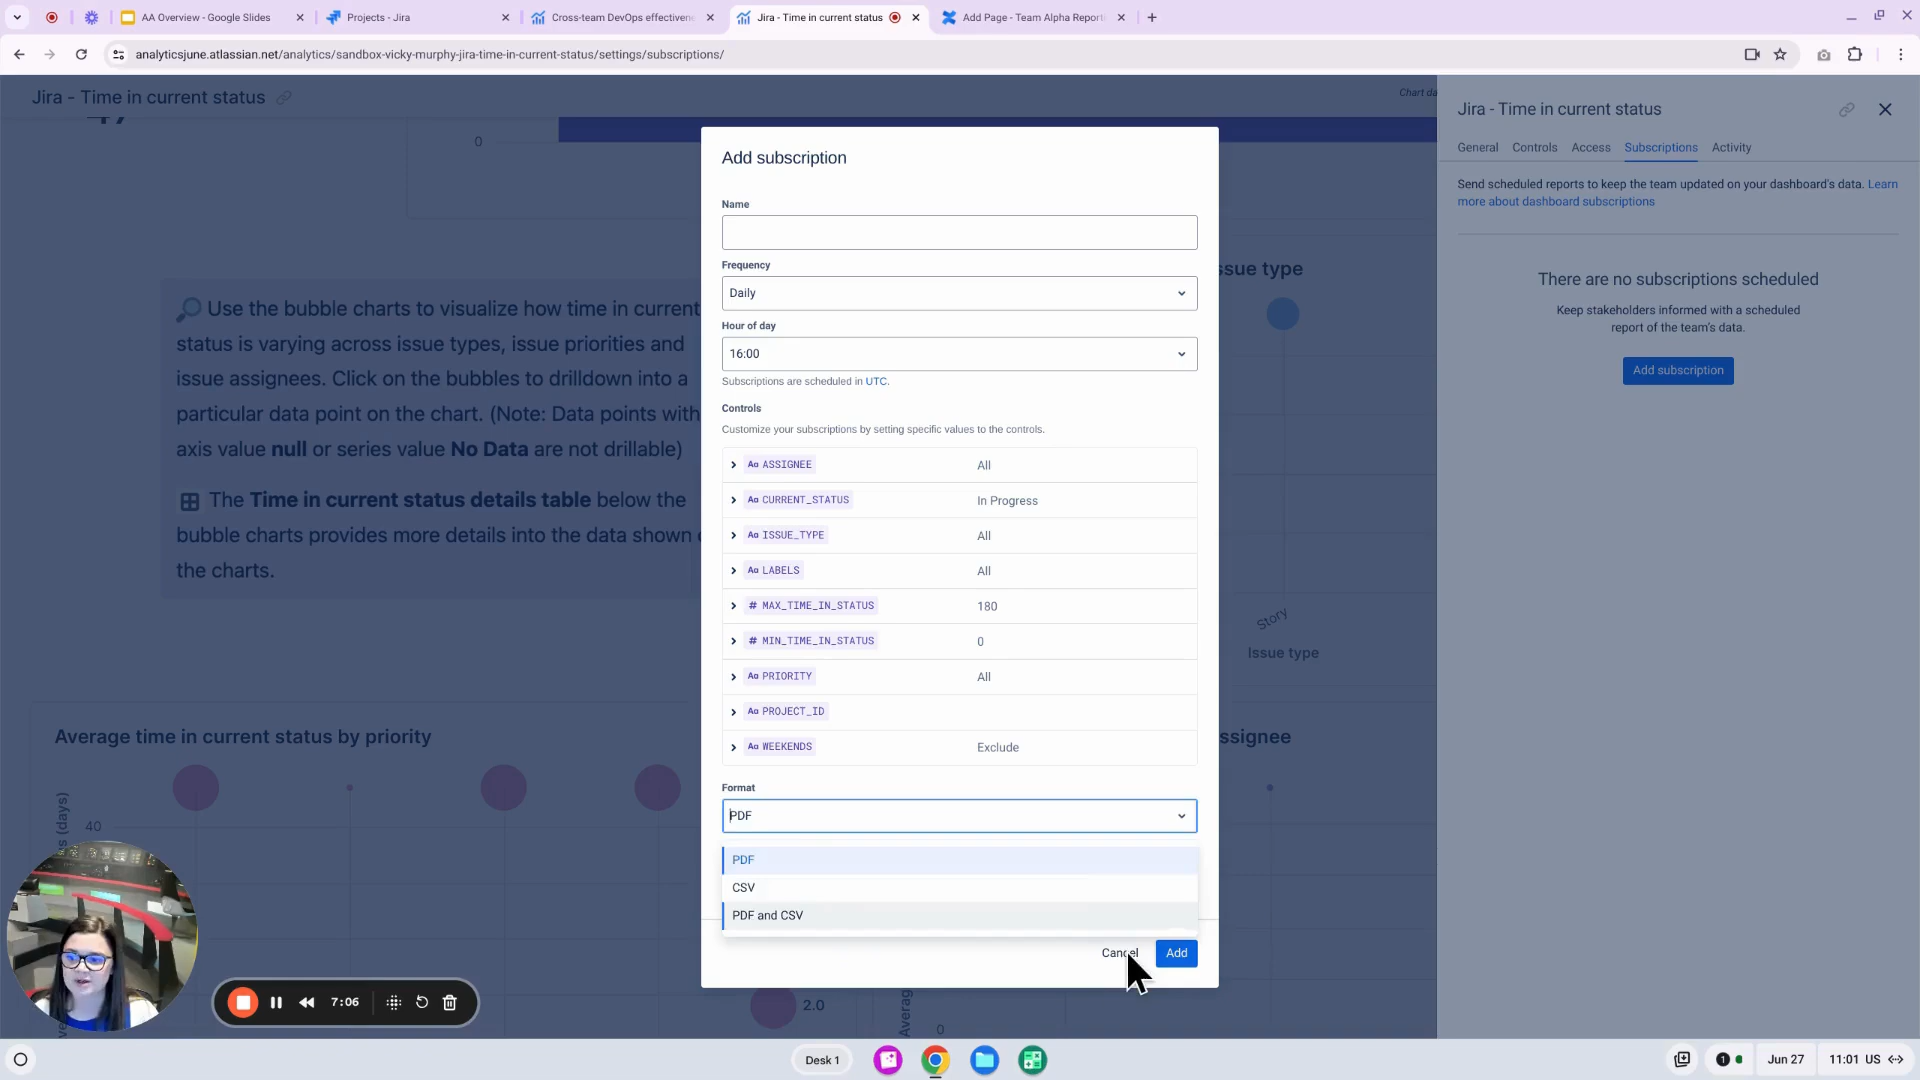 AA Overview - Google Slides
Projects - Jira
Cross-team DevOps effectiven
Jira - Time in current status
Add Page - Team Alpha Report
analyticsjune.atlassian.net/analytics/sandbox-vicky-murphy-jira-time-in-current-status/settings/subscriptions/
Jira - Time in current status
Chart da
47
0
Use the bubble charts to visualize how time in current
status is varying across issue types, issue priorities and
issue assignees. Click on the bubbles to drilldown into a
particular data point on the chart. (Note: Data points with
axis value null or series value No Data are not drillable)
The Time in current status details table below the
bubble charts provides more details into the data shown
the charts.
Average time in current status by priority
(days)
40
2.0
Average
0
ssue type
Story
Issue type
ssignee
Add subscription
Name
Frequency
Daily
Hour of day
16:00
Subscriptions are scheduled in UTC.
Controls
Customize your subscriptions by setting specific values to the controls.
Aa ASSIGNEE All
Aa CURRENT_STATUS In Progress
Aa ISSUE_TYPE All
Aa LABELS All
# MAX_TIME_IN_STATUS 180
# MIN_TIME_IN_STATUS 0
Aa PRIORITY All
Aa PROJECT_ID
Aa WEEKENDS Exclude
Format
PDF
PDF
CSV
PDF and CSV
Cancel
Add
Jira - Time in current status
General
Controls
Access
Subscriptions
Activity
Send scheduled reports to keep the team updated on your dashboard's data. Learn
more about dashboard subscriptions
There are no subscriptions scheduled
Keep stakeholders informed with a scheduled
report of the team's data.
Add subscription
7:06
Desk 1
1
Jun 27
11:01 US